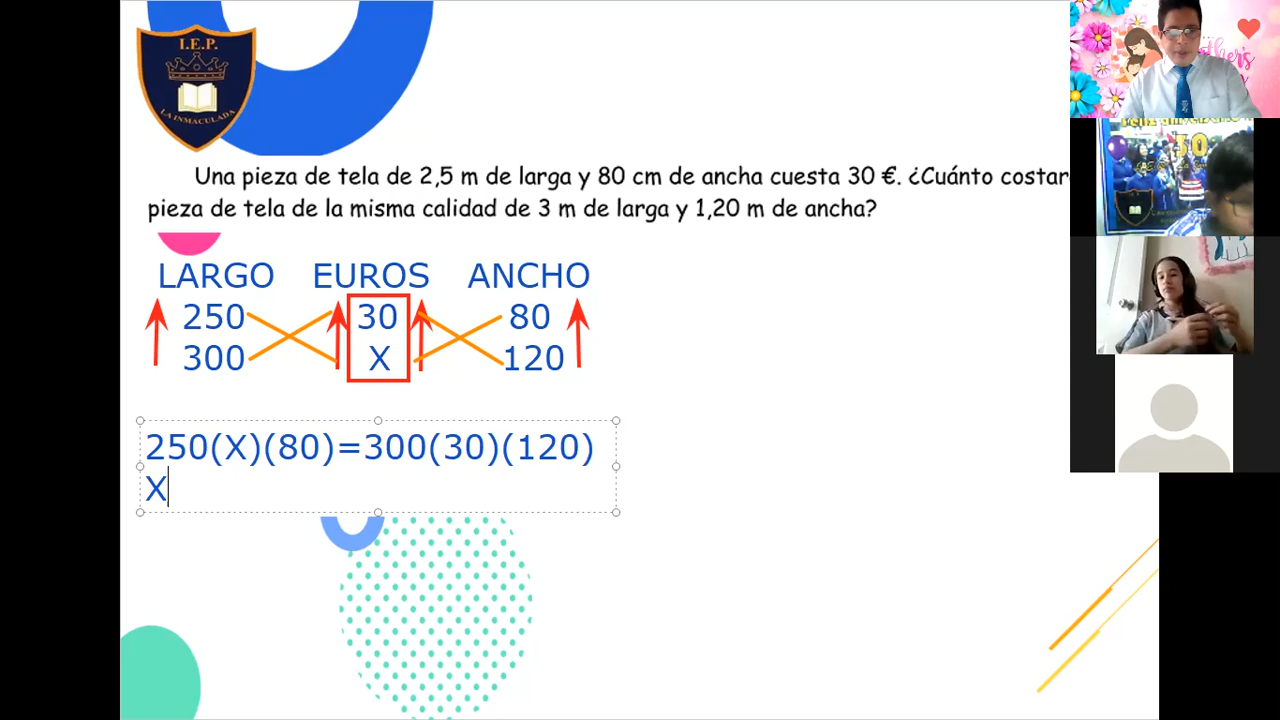 I.E.P.
LA INMACULADA
Una pieza de tela de 2,5 m de larga y 80 cm de ancha cuesta 30 €. ¿Cuánto costar
pieza de tela de la misma calidad de 3 m de larga y 1,20 m de ancha?
LARGO EUROS ANCHO
250 30 80
300 X 120
250(X)(80)=300(30)(120)
X
30